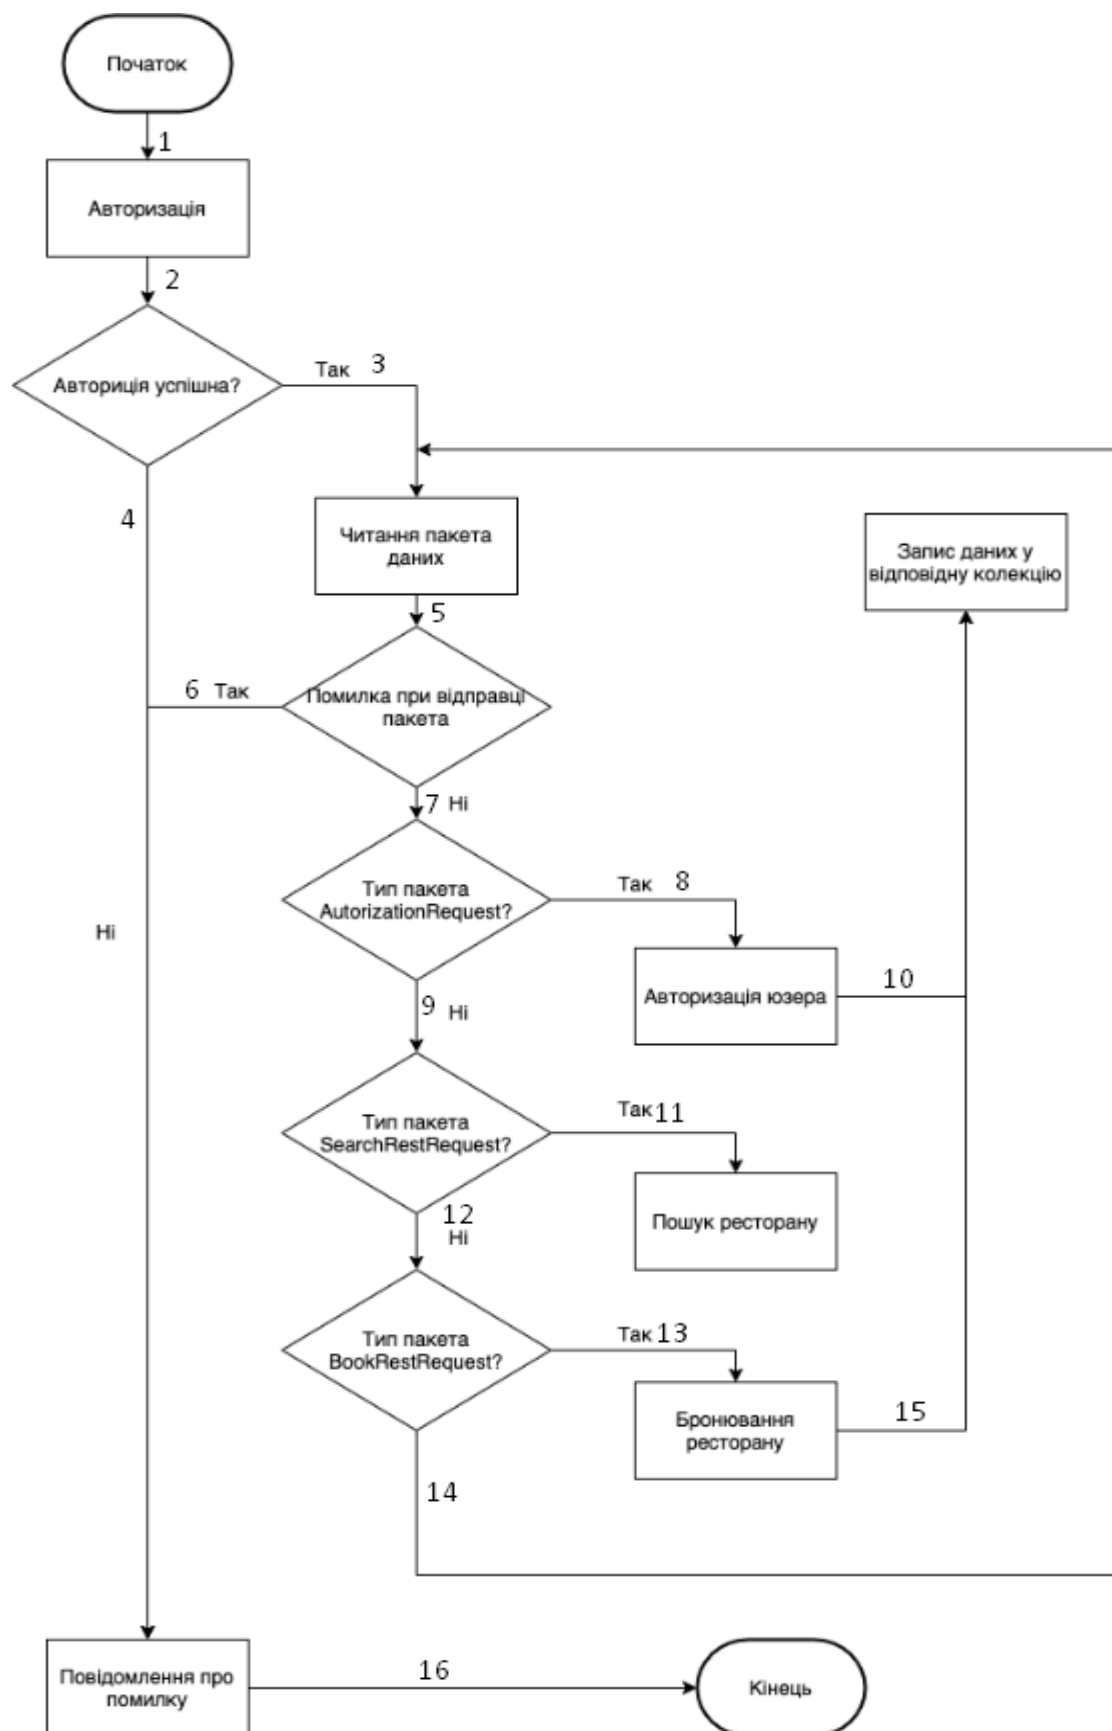 Початок
1
Авторизація
2
Авториція успішна?
Так 3
4
Читання пакета
даних
Запис даних у
відповідну колекцію
5
6 Так
Помилка при відправці
пакета
7 Ні
Тип пакета
AutorizationRequest?
Так 8
Ні
Авторизація юзера
10
9 Ні
Тип пакета
SearchRestRequest?
Так 11
Пошук ресторану
12
Ні
Тип пакета
BookRestRequest?
Так 13
Бронювання
ресторану
15
14
Повідомлення про
помилку
16
Кінець